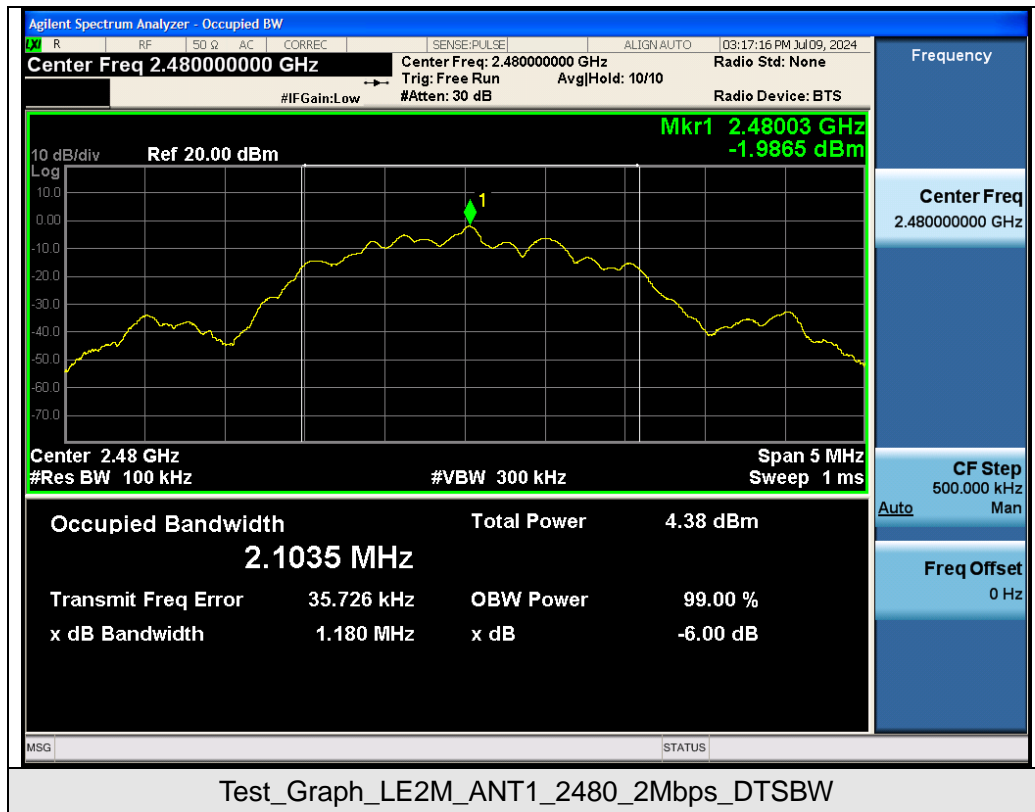 Agilent Spectrum Analyzer - Occupied BW
LXI R RF 50 Ω AC CORREC SENSE:PULSE ALIGN AUTO 03:17:16 PM Jul 09, 2024
Center Freq 2.480000000 GHz
Center Freq: 2.480000000 GHz
Radio Std: None
Trig: Free Run Avg|Hold: 10/10
#IFGain:Low
#Atten: 30 dB
Radio Device: BTS
Mkr1 2.48003 GHz
-1.9865 dBm
10 dB/div Ref 20.00 dBm
Log
10.0
0.00
-10.0
-20.0
-30.0
-40.0
-50.0
-60.0
-70.0
1
Center 2.48 GHz Span 5 MHz
#Res BW 100 kHz #VBW 300 kHz Sweep 1 ms
Occupied Bandwidth Total Power 4.38 dBm
2.1035 MHz
Transmit Freq Error 35.726 kHz OBW Power 99.00 %
x dB Bandwidth 1.180 MHz x dB -6.00 dB
Frequency
Center Freq
2.480000000 GHz
CF Step
500.000 kHz
Auto Man
Freq Offset
0 Hz
MSG STATUS
Test_Graph_LE2M_ANT1_2480_2Mbps_DTSBW